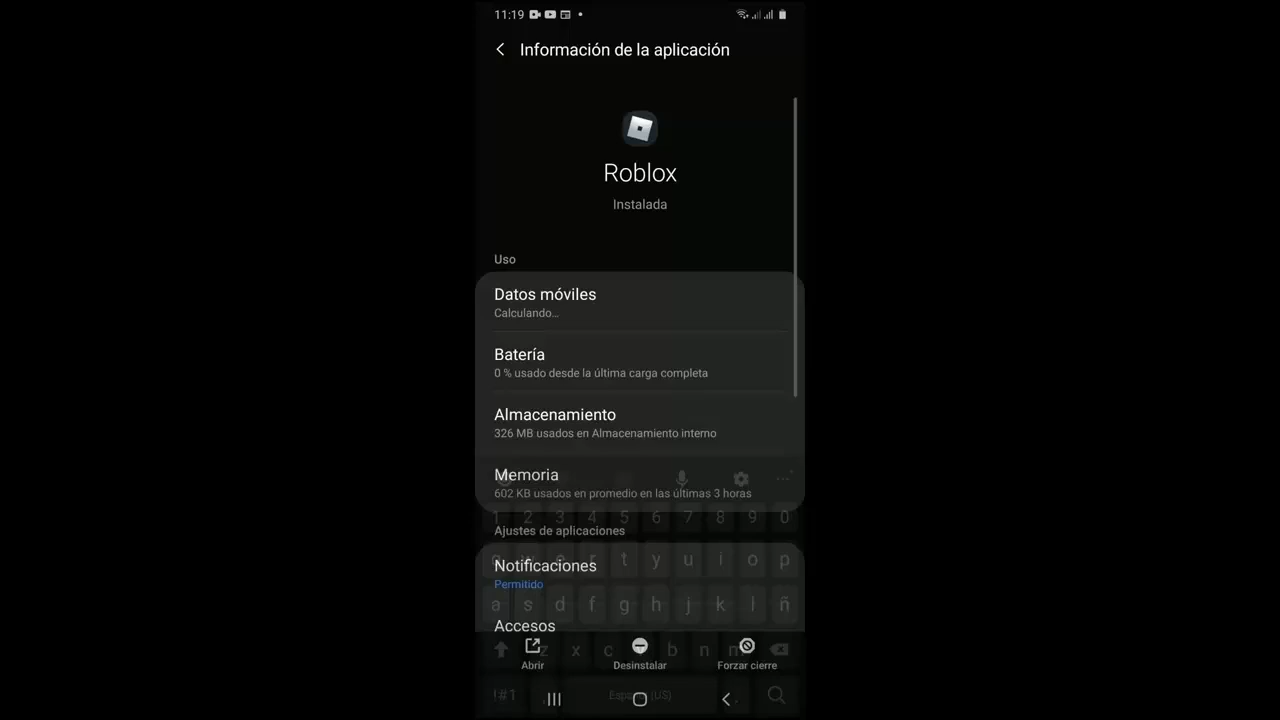 11:19
Información de la aplicación
Roblox
Instalada
Uso
Datos móviles
Calculando...
Batería
0 % usado desde la última carga completa
Almacenamiento
326 MB usados en Almacenamiento interno
Memoria
602 KB usados en promedio en las últimas 3 horas
1 2 3 4 5 6 7 8 9 0
Ajustes de aplicaciones
t y u i o p
Notificaciones
Permitido
a s d f g h j k l ñ
Accesos
z x c b n m
Abrir Desinstalar Forzar cierre
!#1 (US)